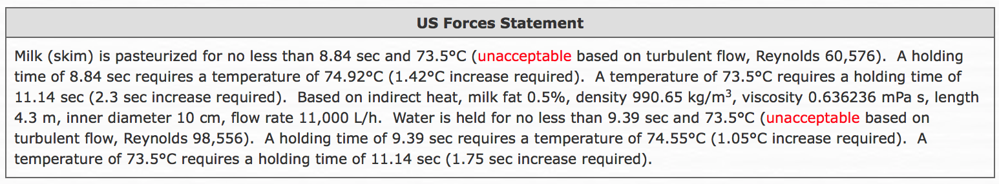 US Forces Statement
Milk (skim) is pasteurized for no less than 8.84 sec and 73.5°C (unacceptable based on turbulent flow, Reynolds 60,576).  A holding
time of 8.84 sec requires a temperature of 74.92°C (1.42°C increase required).  A temperature of 73.5°C requires a holding time of
11.14 sec (2.3 sec increase required).  Based on indirect heat, milk fat 0.5%, density 990.65 kg/m³, viscosity 0.636236 mPa s, length
4.3 m, inner diameter 10 cm, flow rate 11,000 L/h.  Water is held for no less than 9.39 sec and 73.5°C (unacceptable based on
turbulent flow, Reynolds 98,556).  A holding time of 9.39 sec requires a temperature of 74.55°C (1.05°C increase required).  A
temperature of 73.5°C requires a holding time of 11.14 sec (1.75 sec increase required).